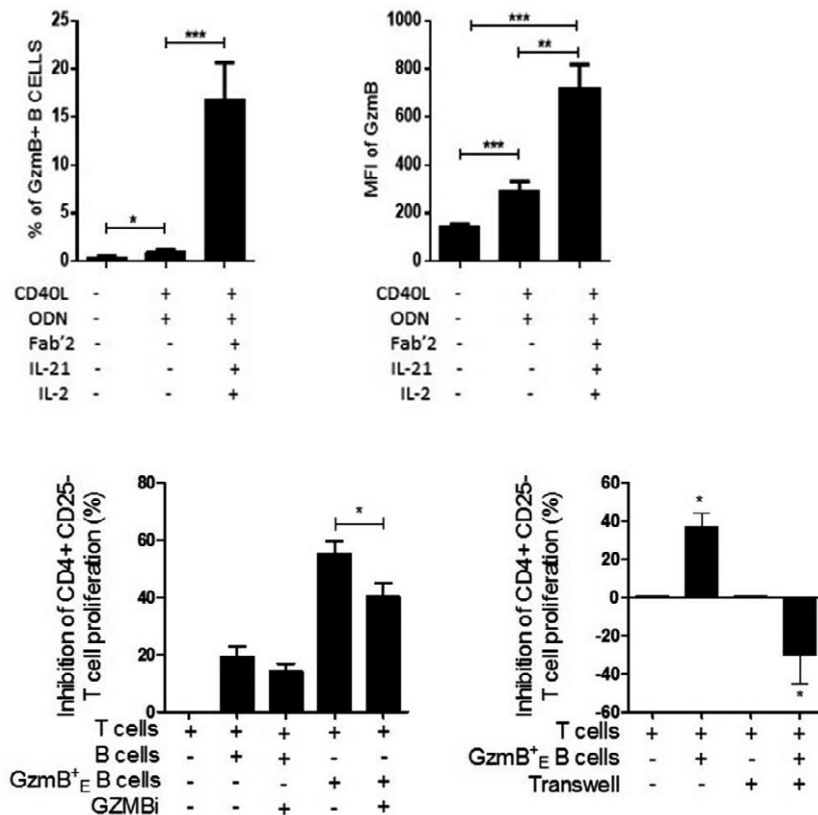 25
20
15
10
5
0
% of GzmB+ B CELLS
***
*
CD40L - + +
ODN - + +
Fab'2 - - +
IL-21 - - +
IL-2 - - +
1000
800
600
400
200
0
MFI of GzmB
***
**
***
CD40L - + +
ODN - + +
Fab'2 - - +
IL-21 - - +
IL-2 - - +
80
60
40
20
0
Inhibition of CD4+ CD25-
T cell proliferation (%)
*
T cells + + + + +
B cells - + + - -
GzmB+E B cells - - - + +
GZMBi - - + - +
60
40
20
0
-20
-40
-60
Inhibition of CD4+ CD25-
T cell proliferation (%)
*
*
T cells + + + +
GzmB+E B cells - + - +
Transwell - - + +